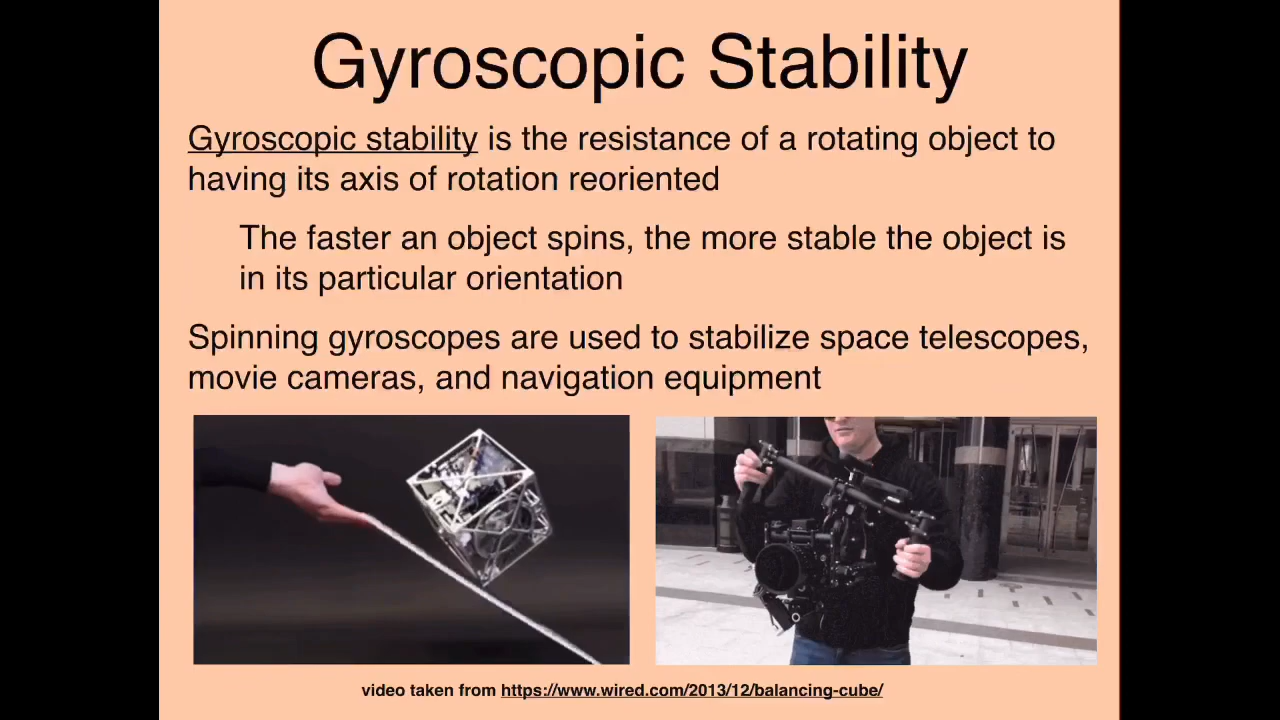 Gyroscopic Stability
Gyroscopic stability is the resistance of a rotating object to
having its axis of rotation reoriented
The faster an object spins, the more stable the object is
in its particular orientation
Spinning gyroscopes are used to stabilize space telescopes,
movie cameras, and navigation equipment
video taken from https://www.wired.com/2013/12/balancing-cube/